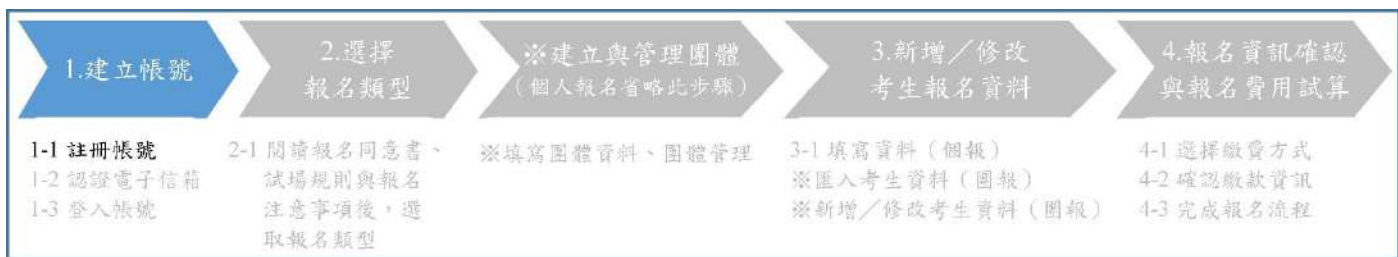 1.建立帳號
2.選擇
報名類型
※建立與管理團體
（個人報名省略此步驟）
3.新增／修改
考生報名資料
4.報名資訊確認
與報名費用試算
1-1 註冊帳號
1-2 認證電子信箱
1-3 登入帳號
2-1 閱讀報名同意書、
試場規則與報名
注意事項後，選
取報名類型
※填寫團體資料、團體管理
3-1 填寫資料（個報）
※匯入考生資料（團報）
※新增／修改考生資料（團報）
4-1 選擇繳費方式
4-2 確認繳款資訊
4-3 完成報名流程